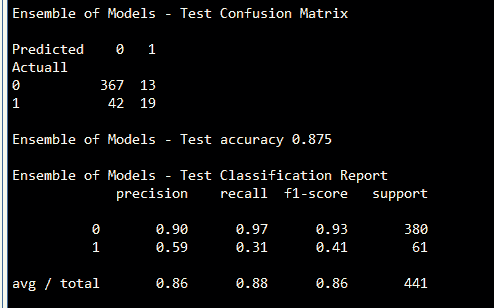 Ensemble of Models - Test Confusion Matrix
Predicted 0 1
Actuall
0 367 13
1 42 19
Ensemble of Models - Test accuracy 0.875
Ensemble of Models - Test Classification Report
precision recall f1-score support
0 0.90 0.97 0.93 380
1 0.59 0.31 0.41 61
avg / total 0.86 0.88 0.86 441